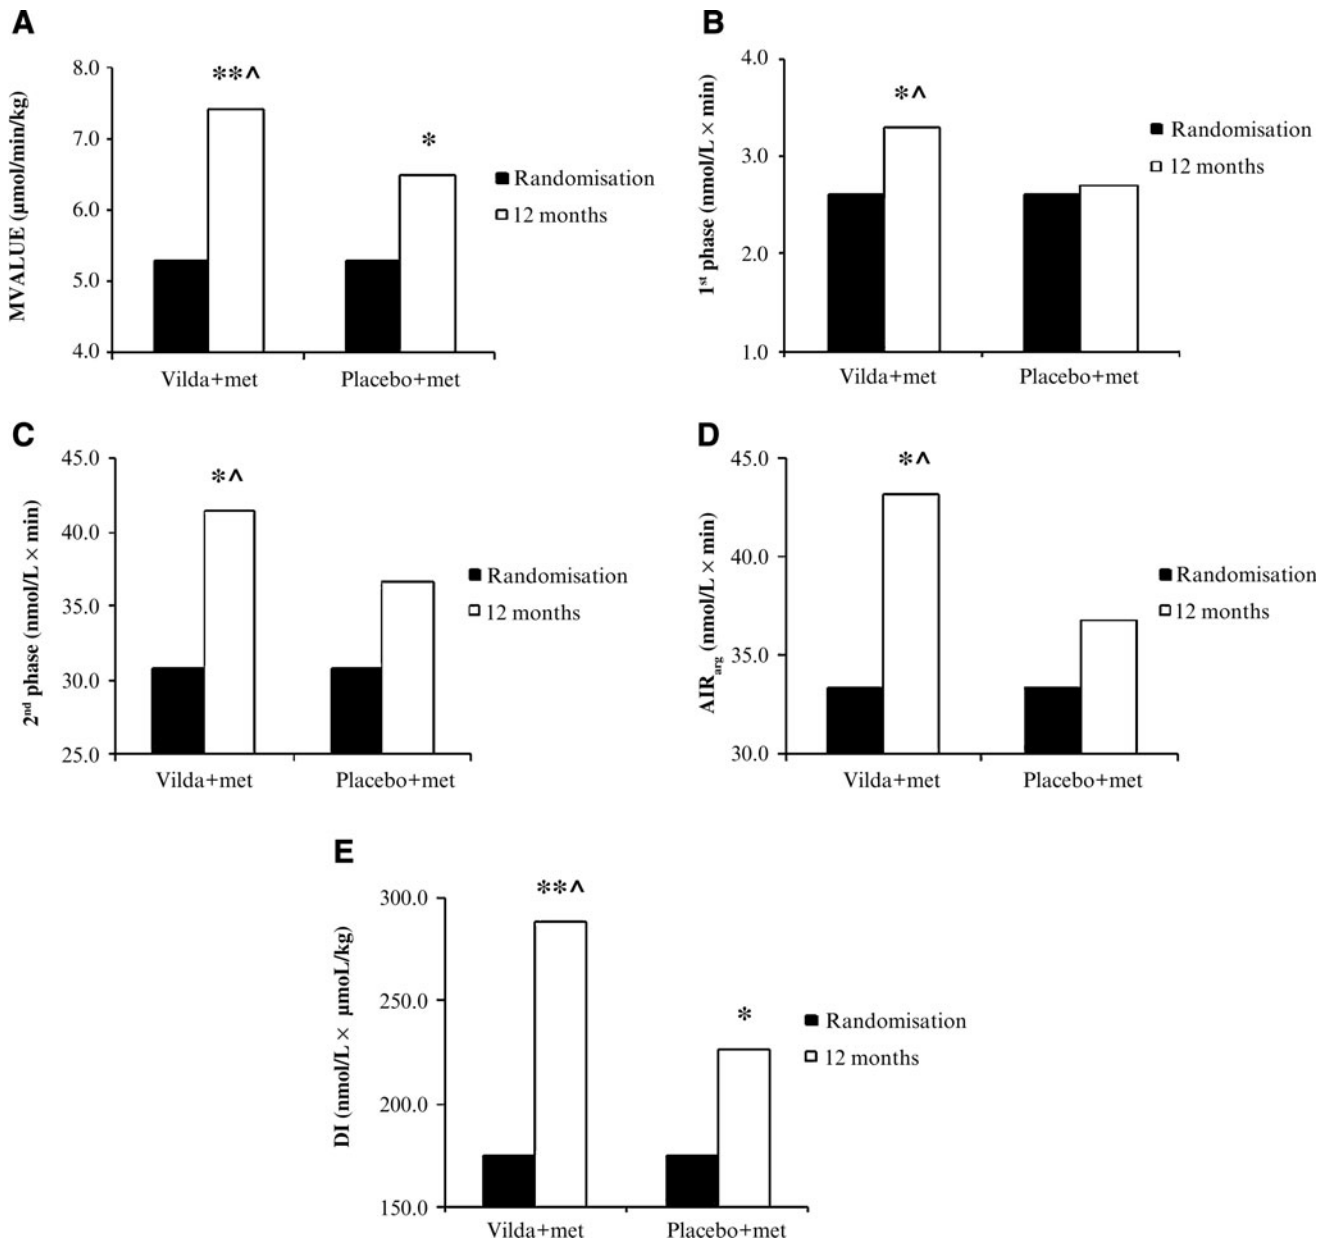 A
MVALUE (μmol/min/kg)
8.0
7.0
6.0
5.0
4.0
**^
*
Vilda+met
Placebo+met
Randomisation
12 months
B
1st phase (nmol/L × min)
4.0
3.0
2.0
1.0
*^
Vilda+met
Placebo+met
Randomisation
12 months
C
2nd phase (nmol/L × min)
45.0
40.0
35.0
30.0
25.0
*^
Vilda+met
Placebo+met
Randomisation
12 months
D
AIRarg (nmol/L × min)
45.0
40.0
35.0
30.0
*^
Vilda+met
Placebo+met
Randomisation
12 months
E
DI (nmol/L × μmoL/kg)
300.0
250.0
200.0
150.0
**^
*
Vilda+met
Placebo+met
Randomisation
12 months